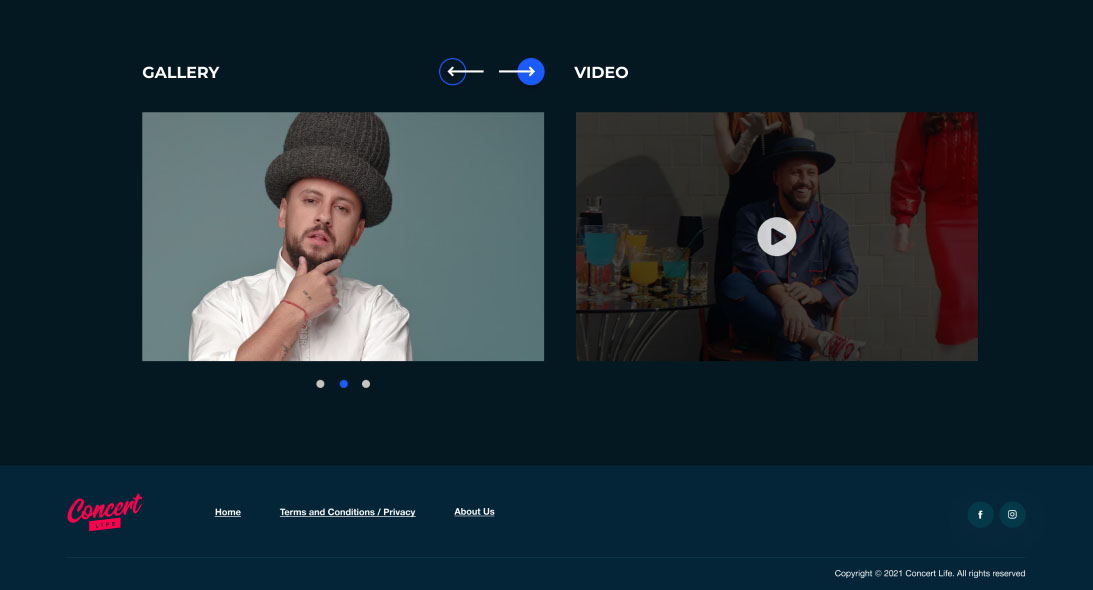 GALLERY
VIDEO
Concert
LIFE
Home
Terms and Conditions / Privacy
About Us
f
Copyright © 2021 Concert Life. All rights reserved